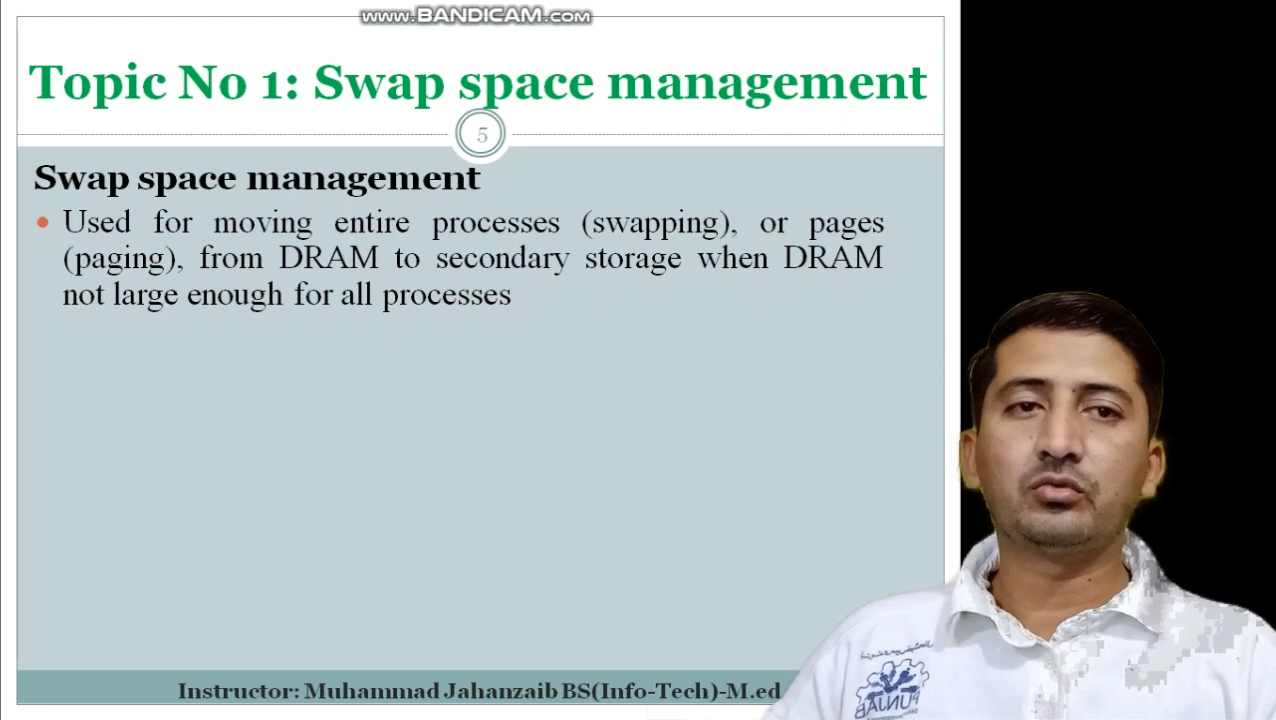 www.BANDICAM.com
Topic No 1: Swap space management
5
Swap space management
• Used for moving entire processes (swapping), or pages
(paging), from DRAM to secondary storage when DRAM
not large enough for all processes
Instructor: Muhammad Jahanzaib BS(Info-Tech)-M.ed
PUNJAB